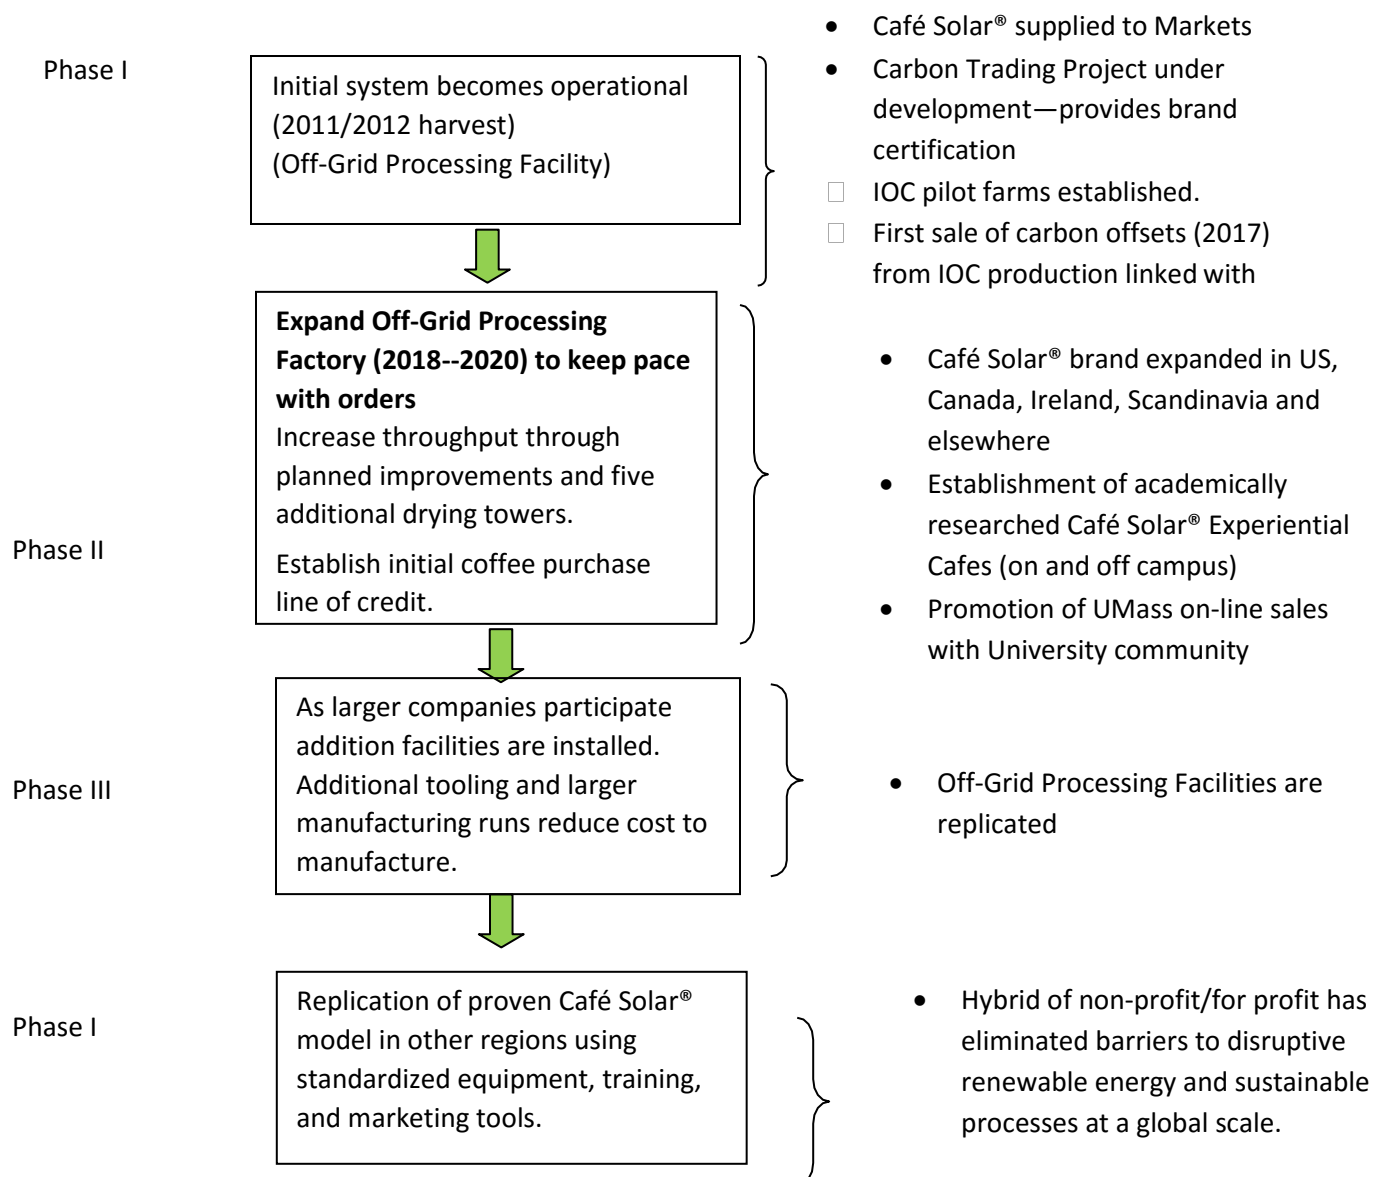 Phase I
Initial system becomes operational
(2011/2012 harvest)
(Off-Grid Processing Facility)
• Café Solar® supplied to Markets
• Carbon Trading Project under
development—provides brand
certification
IOC pilot farms established.
First sale of carbon offsets (2017)
from IOC production linked with
Phase II
Expand Off-Grid Processing
Factory (2018--2020) to keep pace
with orders
Increase throughput through
planned improvements and five
additional drying towers.
Establish initial coffee purchase
line of credit.
• Café Solar® brand expanded in US,
Canada, Ireland, Scandinavia and
elsewhere
• Establishment of academically
researched Café Solar® Experiential
Cafes (on and off campus)
• Promotion of UMass on-line sales
with University community
Phase III
As larger companies participate
addition facilities are installed.
Additional tooling and larger
manufacturing runs reduce cost to
manufacture.
• Off-Grid Processing Facilities are
replicated
Phase I
Replication of proven Café Solar®
model in other regions using
standardized equipment, training,
and marketing tools.
• Hybrid of non-profit/for profit has
eliminated barriers to disruptive
renewable energy and sustainable
processes at a global scale.